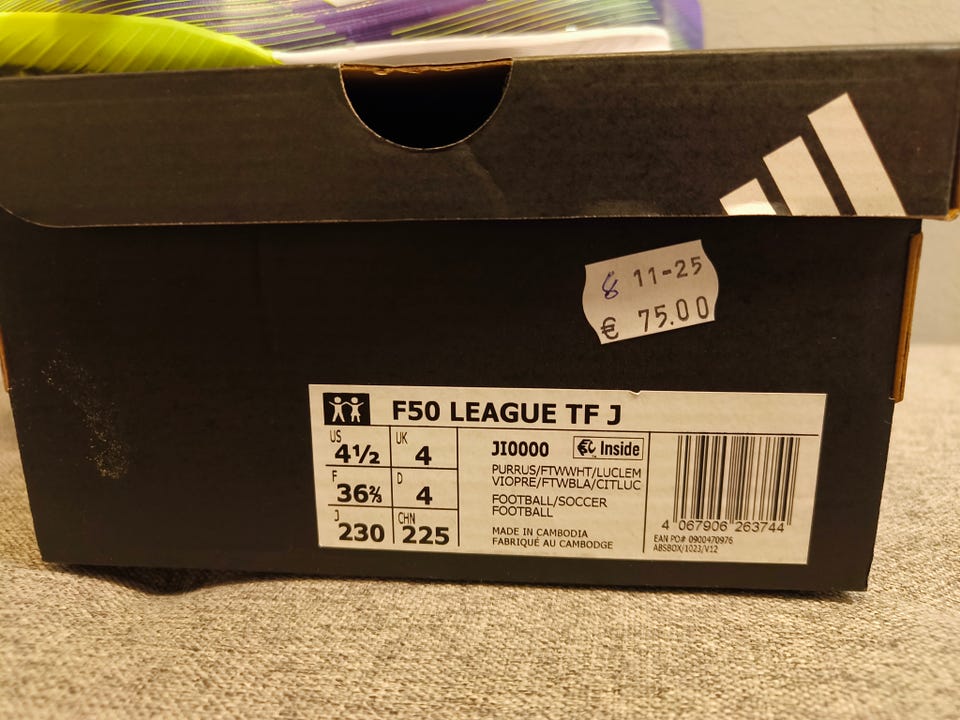 8 11-25
€ 75.00
F50 LEAGUE TF J
US 4½ UK 4
F 36⅔ D 4
J 230 CHN 225
JI0000 Inside
PURRUS/FTWWHT/LUCLEM
VIOPRE/FTWBLA/CITLUC
FOOTBALL/SOCCER
FOOTBALL
MADE IN CAMBODIA
FABRIQUÉ AU CAMBODGE
4 067906 263744
EAN PO# 0900470976
ABSBOX/1023/V12